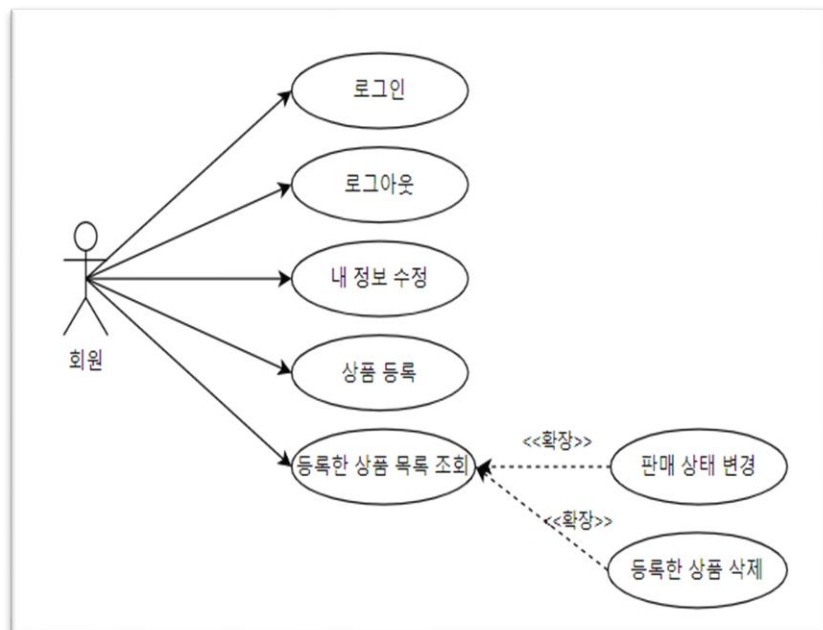 로그인
로그아웃
내 정보 수정
회원
상품 등록
<<확장>>
등록한 상품 목록 조회
판매 상태 변경
<<확장>>
등록한 상품 삭제